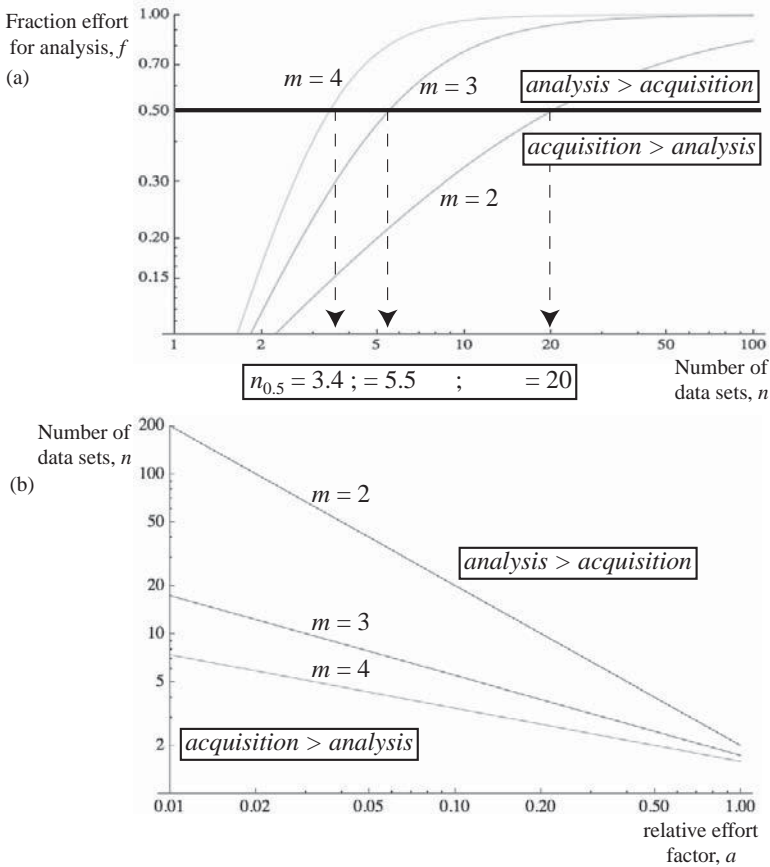 Fraction effort
for analysis, f
(a)
1.00
0.70
0.50
0.30
0.20
0.15
m = 4
m = 3
analysis > acquisition
acquisition > analysis
m = 2
1 2 5 10 20 50 100
n0.5 = 3.4 ; = 5.5 ; = 20
Number of
data sets, n
Number of
data sets, n
(b)
200
100
50
20
10
5
2
m = 2
analysis > acquisition
m = 3
m = 4
acquisition > analysis
0.01 0.02 0.05 0.10 0.20 0.50 1.00
relative effort
factor, a